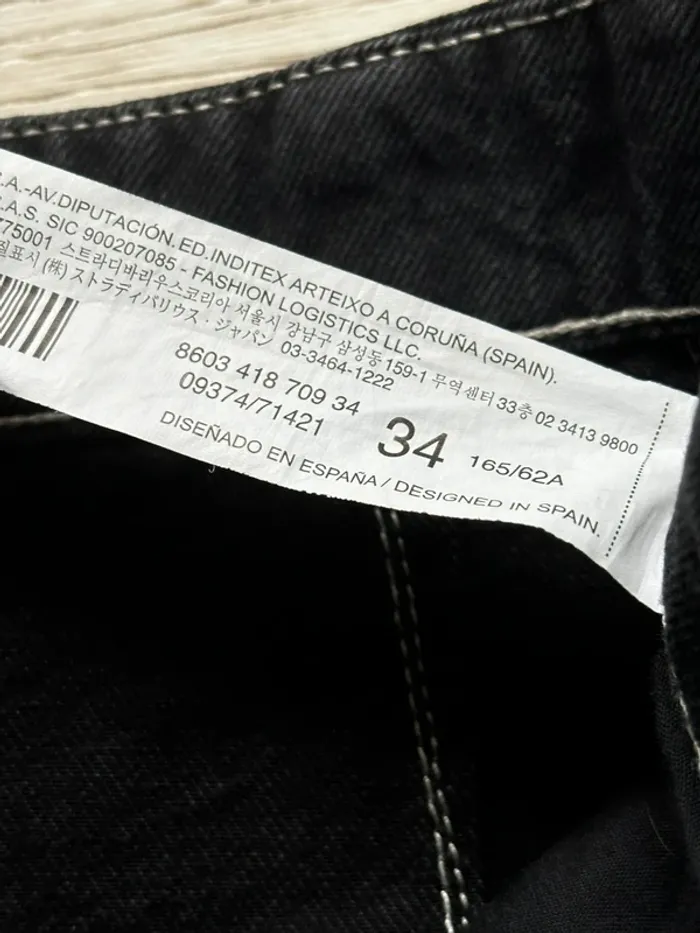 .A.-AV.DIPUTACIÓN.ED.INDITEX ARTEIXO A CORUÑA (SPAIN).
.A.S. SIC 900207085 - FASHION LOGISTICS LLC.
75001 스트라디바리우스코리아 서울시 강남구 삼성동 159-1 무역센터 33층 02 3413 9800
질표시 (株) ストラディバリウス・ジャパン 03-3464-1222
8603 418 709 34
09374/71421
34 165/62A
DISEÑADO EN ESPAÑA / DESIGNED IN SPAIN.